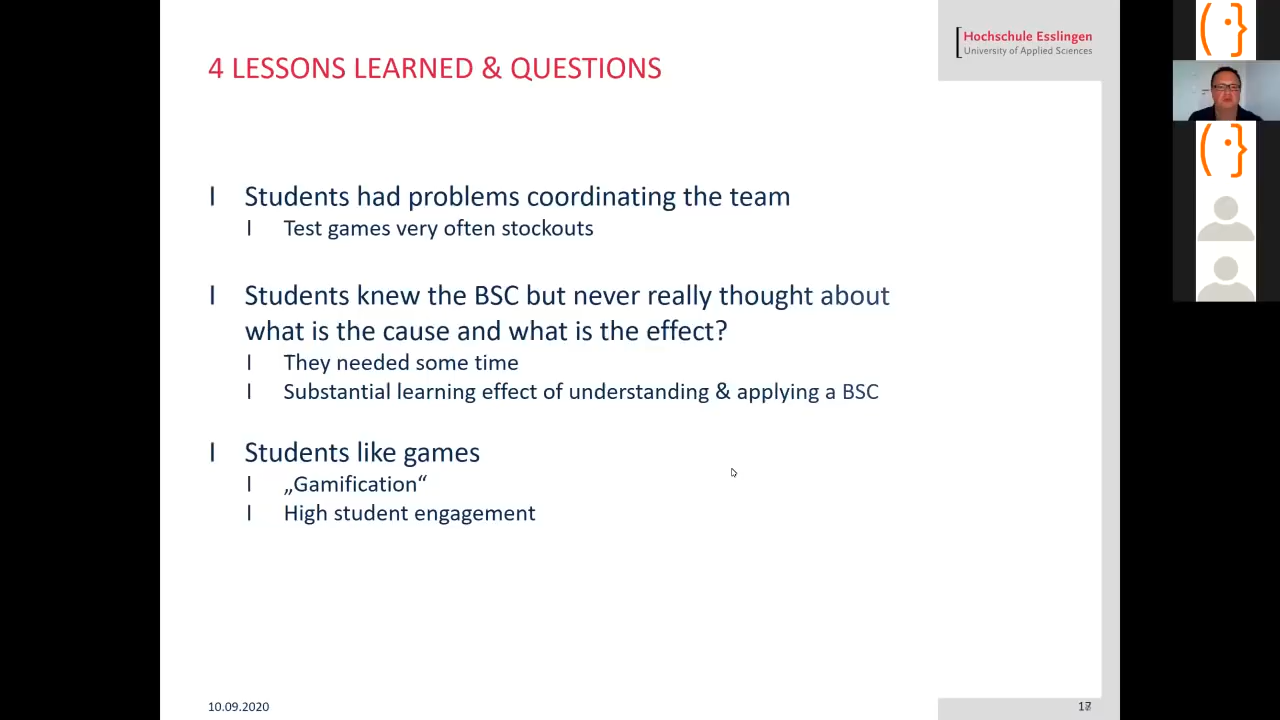 4 LESSONS LEARNED & QUESTIONS
Hochschule Esslingen
University of Applied Sciences
I Students had problems coordinating the team
I Test games very often stockouts
I Students knew the BSC but never really thought about
what is the cause and what is the effect?
I They needed some time
I Substantial learning effect of understanding & applying a BSC
I Students like games
I „Gamification“
I High student engagement
10.09.2020